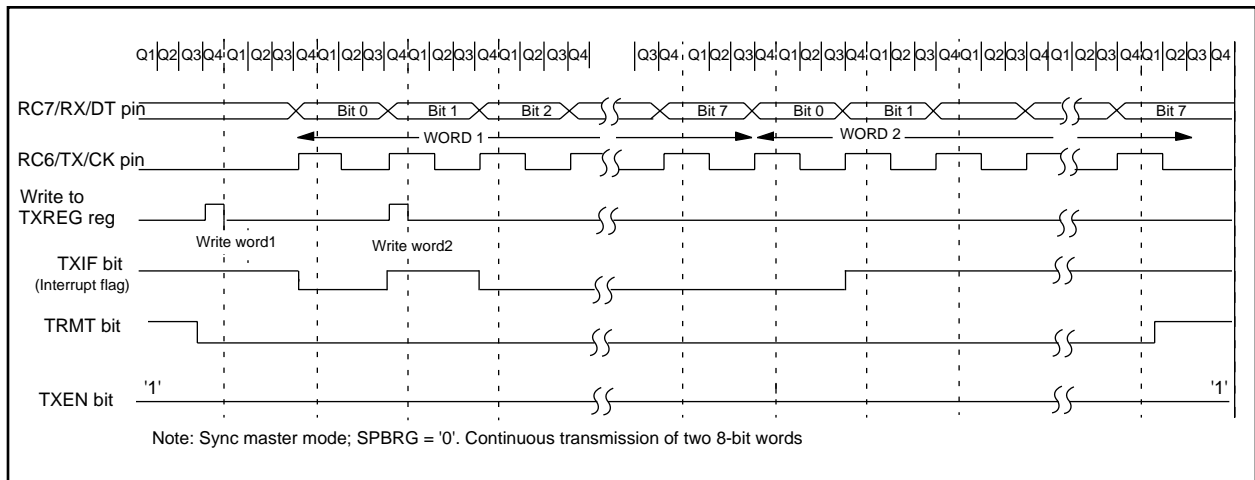 Q1 Q2 Q3 Q4 Q1 Q2 Q3 Q4 Q1 Q2 Q3 Q4 Q1 Q2 Q3 Q4 Q1 Q2 Q3 Q4 Q3 Q4 Q1 Q2 Q3 Q4 Q1 Q2 Q3 Q4 Q1 Q2 Q3 Q4 Q1 Q2 Q3 Q4 Q1 Q2 Q3 Q4 Q1 Q2 Q3 Q4
RC7/RX/DT pin Bit 0 Bit 1 Bit 2 Bit 7 Bit 0 Bit 1 Bit 7
WORD 1 WORD 2
RC6/TX/CK pin
Write to
TXREG reg
Write word1 Write word2
TXIF bit
(Interrupt flag)
TRMT bit
'1' '1'
TXEN bit
Note: Sync master mode; SPBRG = '0'. Continuous transmission of two 8-bit words